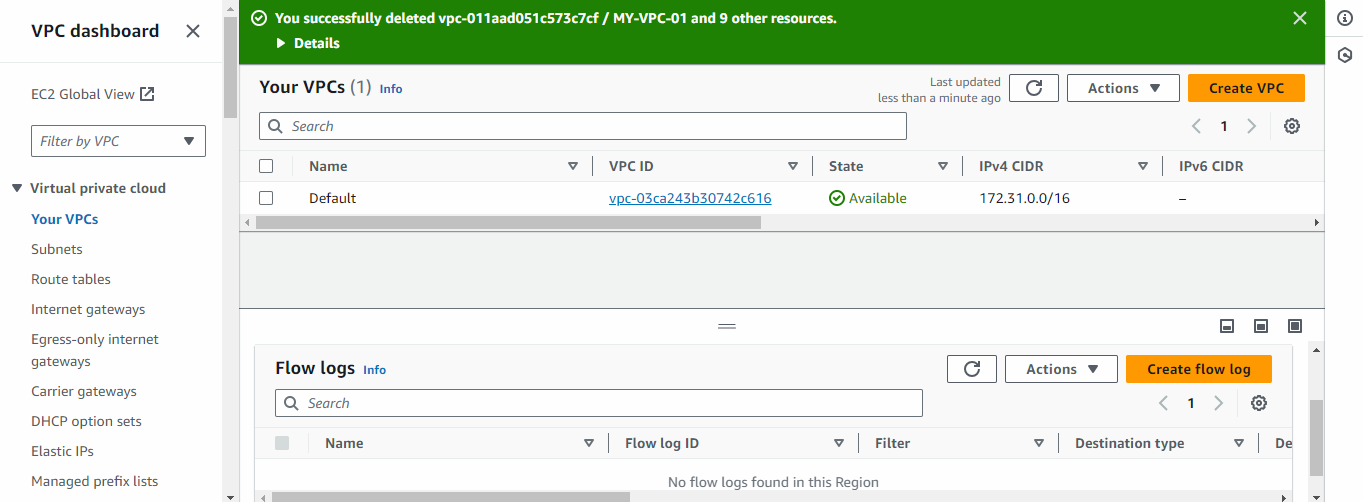 VPC dashboard
EC2 Global View
Filter by VPC
Virtual private cloud
Your VPCs
Subnets
Route tables
Internet gateways
Egress-only internet
gateways
Carrier gateways
DHCP option sets
Elastic IPs
Managed prefix lists
You successfully deleted vpc-011aad051c573c7cf / MY-VPC-01 and 9 other resources.
Details
Your VPCs (1) Info
Last updated
less than a minute ago
Actions
Create VPC
Search
1
Name VPC ID State IPv4 CIDR IPv6 CIDR
Default vpc-03ca243b30742c616 Available 172.31.0.0/16 –
Flow logs Info
Actions
Create flow log
Search
1
Name Flow log ID Filter Destination type De
No flow logs found in this Region